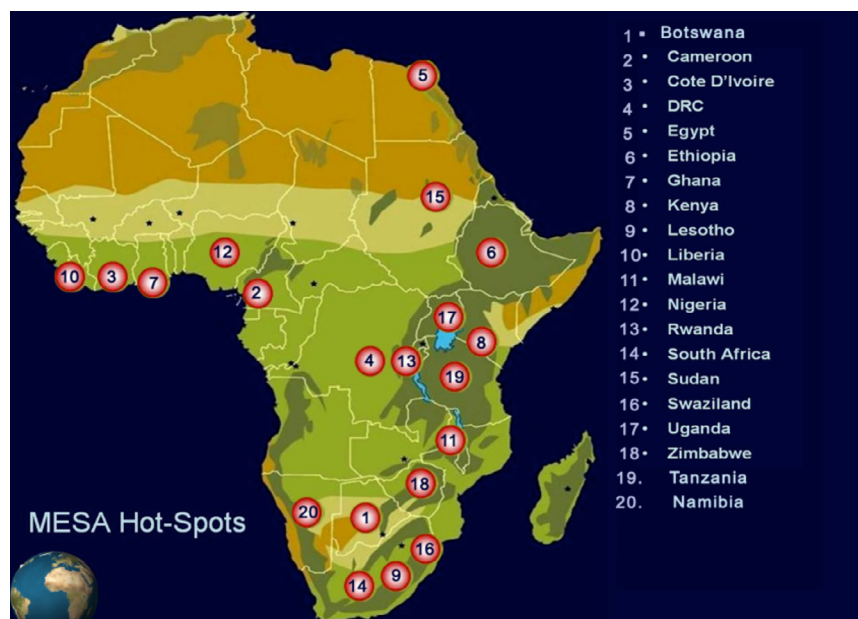 1 ▪ Botswana
2 • Cameroon
3 • Cote D'Ivoire
4 • DRC
5 • Egypt
6 • Ethiopia
7 • Ghana
8 • Kenya
9 • Lesotho
10• Liberia
11• Malawi
12• Nigeria
13• Rwanda
14• South Africa
15• Sudan
16• Swaziland
17• Uganda
18• Zimbabwe
19. Tanzania
20. Namibia
5
15
12
6
10
3
7
2
17
8
4
13
19
11
18
20
1
16
14
9
MESA Hot-Spots